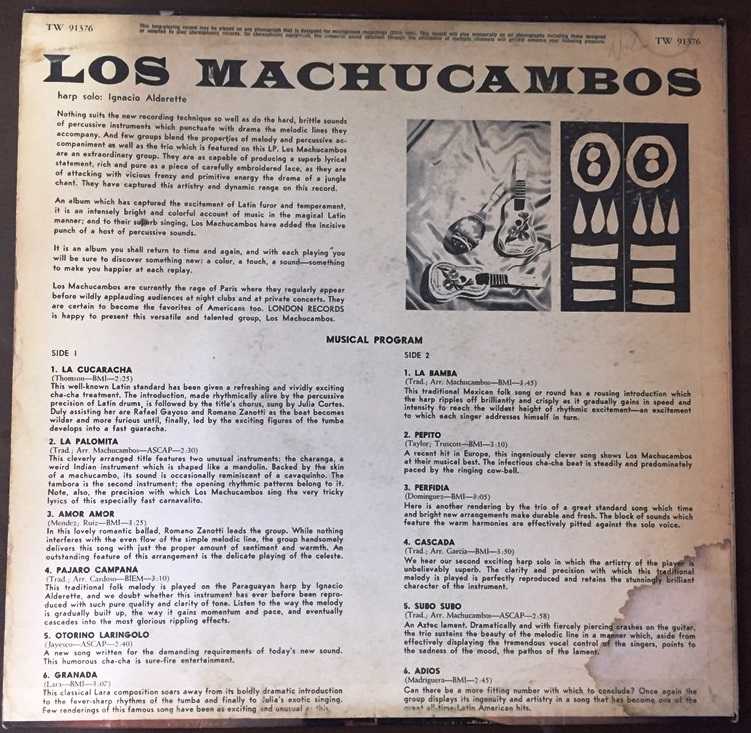 TW 91376
This long-playing record may be played on any phonograph that is designed for microgroove recordings
TW 91376
LOS MACHUCAMBOS
harp solo: Ignacio Alderette
Nothing suits the new recording technique so well as do the hard, brittle sounds
of percussive instruments which punctuate with drama the melodic lines they
accompany. And few groups blend the properties of melody and percussive ac-
companiment as well as the trio which is featured on this LP. Los Machucambos
are an extraordinary group. They are as capable of producing a superb lyrical
statement, rich and pure as a piece of carefully embroidered lace, as they are
of attacking with vicious frenzy and primitive energy the drama of a jungle
chant. They have captured this artistry and dynamic range on this record.
An album which has captured the excitement of Latin furor and temperament,
it is an intensely bright and colorful account of music in the magical Latin
manner; and to their superb singing, Los Machucambos have added the incisive
punch of a host of percussive sounds.
It is an album you shall return to time and again, and with each playing you
will be sure to discover something new: a color, a touch, a sound—something
to make you happier at each replay.
Los Machucambos are currently the rage of Paris where they regularly appear
before wildly applauding audiences at night clubs and at private concerts. They
are certain to become the favorites of Americans too. LONDON RECORDS
is happy to present this versatile and talented group, Los Machucambos.
MUSICAL PROGRAM
SIDE 1
1. LA CUCARACHA
(Thomson—BMI—2:25)
This well-known Latin standard has been given a refreshing and vividly exciting
cha-cha treatment. The introduction, made rhythmically alive by the percussive
precision of Latin drums, is followed by the title's chorus, sung by Julia Cortes.
Duly assisting her are Rafael Gayoso and Romano Zanotti as the beat becomes
wilder and more furious until, finally, led by the exciting figures of the tumba
develops into a fast guaracha.
2. LA PALOMITA
(Trad.; Arr. Machucambos—ASCAP—2:30)
This cleverly arranged title features two unusual instruments; the charanga, a
weird Indian instrument which is shaped like a mandolin. Backed by the skin
of a machucambo, its sound is occasionally reminiscent of a cavaquinho. The
tambora is the second instrument; the opening rhythmic patterns belong to it.
Note, also, the precision with which Los Machucambos sing the very tricky
lyrics of this especially fast carnavalito.
3. AMOR AMOR
(Mendez; Ruiz—BMI—3:25)
In this lovely romantic ballad, Romano Zanotti leads the group. While nothing
interferes with the even flow of the simple melodic line, the group handsomely
delivers this song with just the proper amount of sentiment and warmth. An
outstanding feature of this arrangement is the delicate playing of the celeste.
4. PAJARO CAMPANA
(Trad.; Arr. Cardoso—BIEM—3:10)
This traditional folk melody is played on the Paraguayan harp by Ignacio
Alderette, and we doubt whether this instrument has ever before been repro-
duced with such pure quality and clarity of tone. Listen to the way the melody
is gradually built up, the way it gains momentum and pace, and eventually
cascades into the most glorious rippling effects.
5. OTORINO LARINGOLO
(Jayesco—ASCAP—2:40)
A new song written for the demanding requirements of today's new sound.
This humorous cha-cha is sure-fire entertainment.
6. GRANADA
(Lara—BMI—3:07)
This classical Lara composition soars away from its boldly dramatic introduction
to the fever-sharp rhythms of the tumba and finally to Julia's exotic singing.
Few renderings of this famous song have been as exciting and unusual as this.
SIDE 2
1. LA BAMBA
(Trad.; Arr. Machucambos—BMI—3:45)
This traditional Mexican folk song or round has a rousing introduction which
the harp ripples off brilliantly and crisply as it gradually gains in speed and
intensity to reach the wildest height of rhythmic excitement—an excitement
to which each singer addresses himself in turn.
2. PEPITO
(Taylor; Truscott—BMI—3:10)
A recent hit in Europe, this ingeniously clever song shows Los Machucambos
at their musical best. The infectious cha-cha beat is steadily and predominately
paced by the ringing cow-bell.
3. PERFIDIA
(Dominguez—BMI—3:05)
Here is another rendering by the trio of a great standard song which time
and bright new arrangements make durable and fresh. The block of sounds which
feature the warm harmonies are effectively pitted against the solo voice.
4. CASCADA
(Trad.; Arr. Garcia—BMI—3:50)
We hear our second exciting harp solo in which the artistry of the player is
unbelievably superb. The clarity and precision with which this traditional
melody is played is perfectly reproduced and retains the stunningly brilliant
character of the instrument.
5. SUBO SUBO
(Trad.; Arr. Machucambos—ASCAP—2:58)
An Aztec lament. Dramatically and with fiercely piercing crashes on the guitar,
the trio sustains the beauty of the melodic line in a manner which, aside from
effectively displaying the tremendous vocal control of the singers, points to
the sadness of the mood, the pathos of the lament.
6. ADIOS
(Madriguera—BMI—2:45)
Can there be a more fitting number with which to conclude? Once again the
group displays its ingenuity and artistry in a song that has become one of the
great all-time Latin American hits.